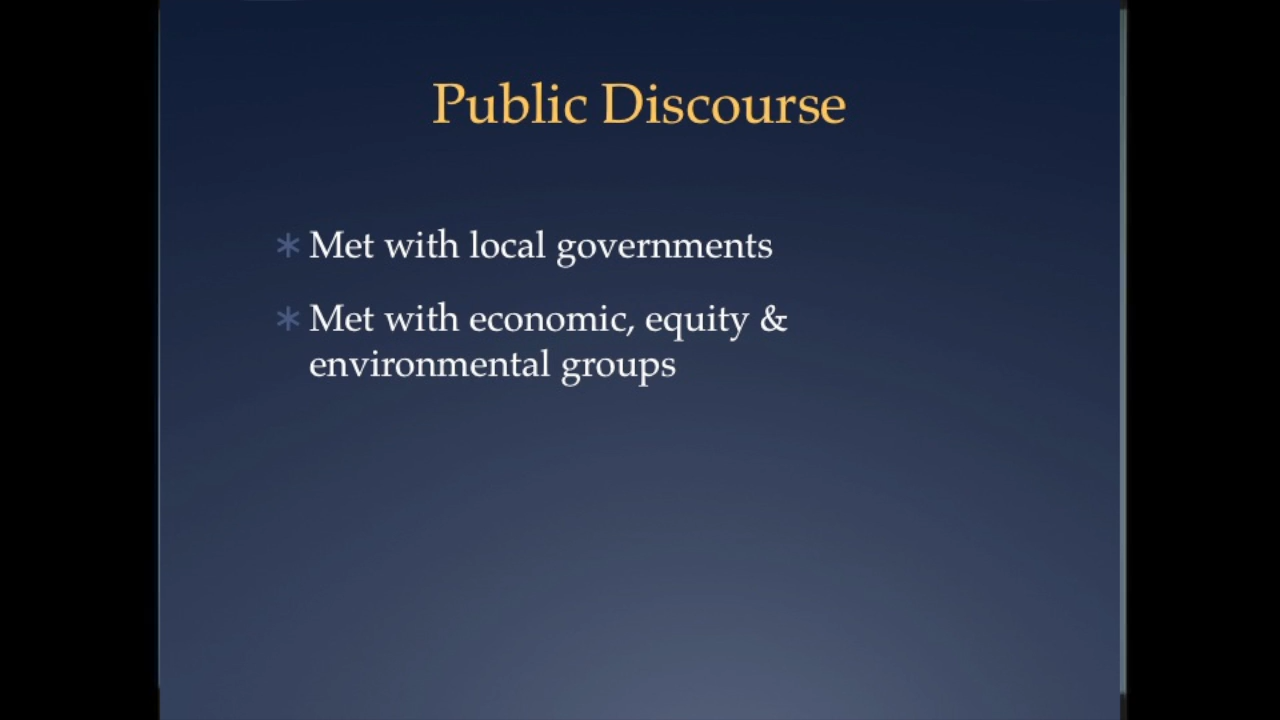 Public Discourse
* Met with local governments
* Met with economic, equity &
environmental groups